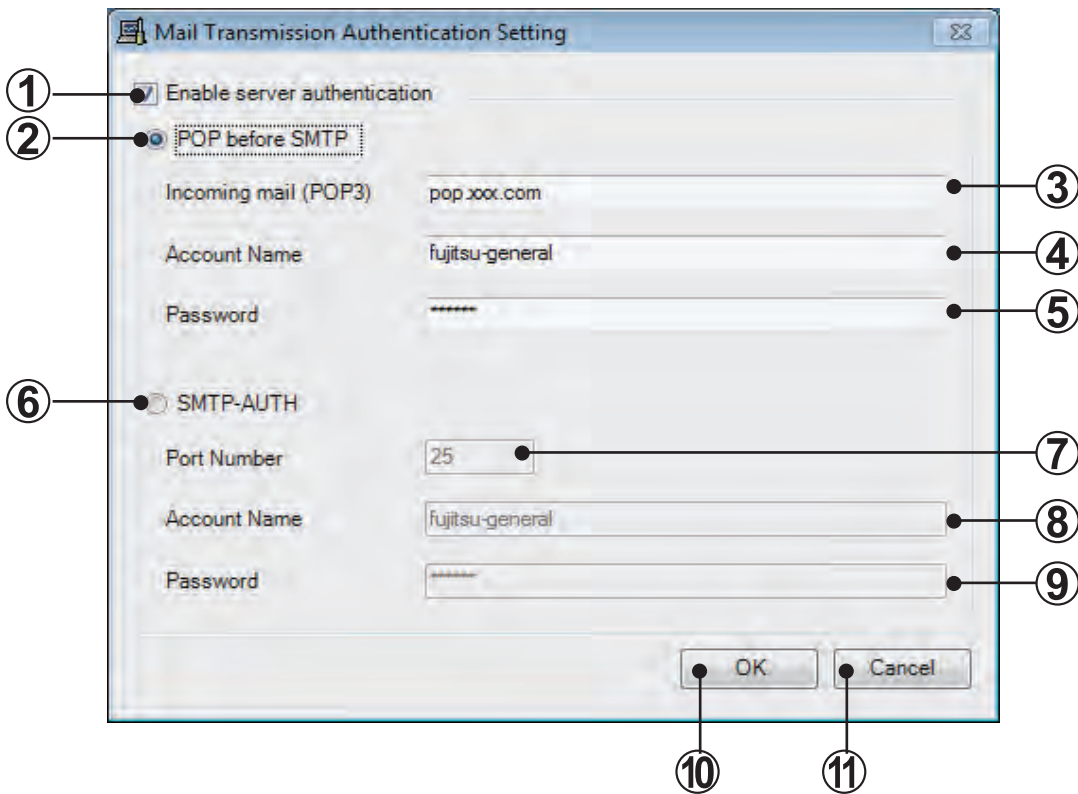 Mail Transmission Authentication Setting
① Enable server authentication
② POP before SMTP
Incoming mail (POP3) pop.xxx.com ③
Account Name fujitsu-general ④
Password ****** ⑤
⑥ SMTP-AUTH
Port Number 25 ⑦
Account Name fujitsu-general ⑧
Password ****** ⑨
OK Cancel
⑩ ⑪